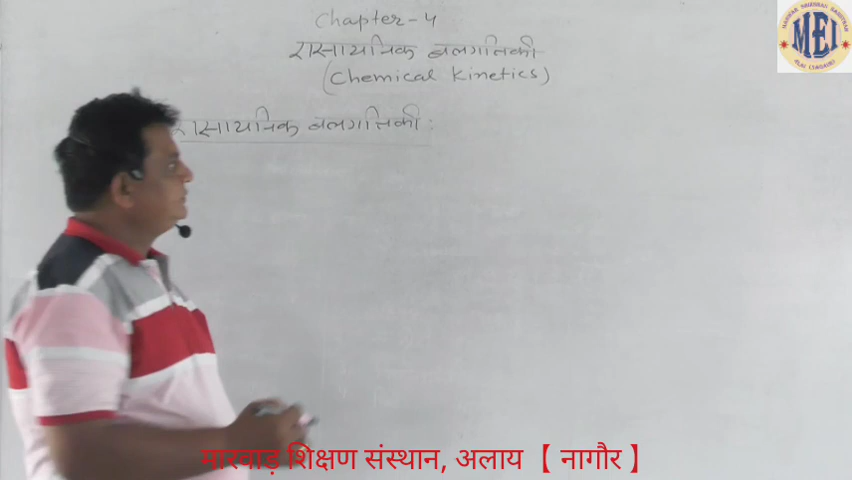 Chapter-4
रासायनिक बलगतिकी
(Chemical Kinetics)
रासायनिक बलगतिकी :
MEI
मारवाड़ शिक्षण संस्थान, अलाय 【 नागौर 】